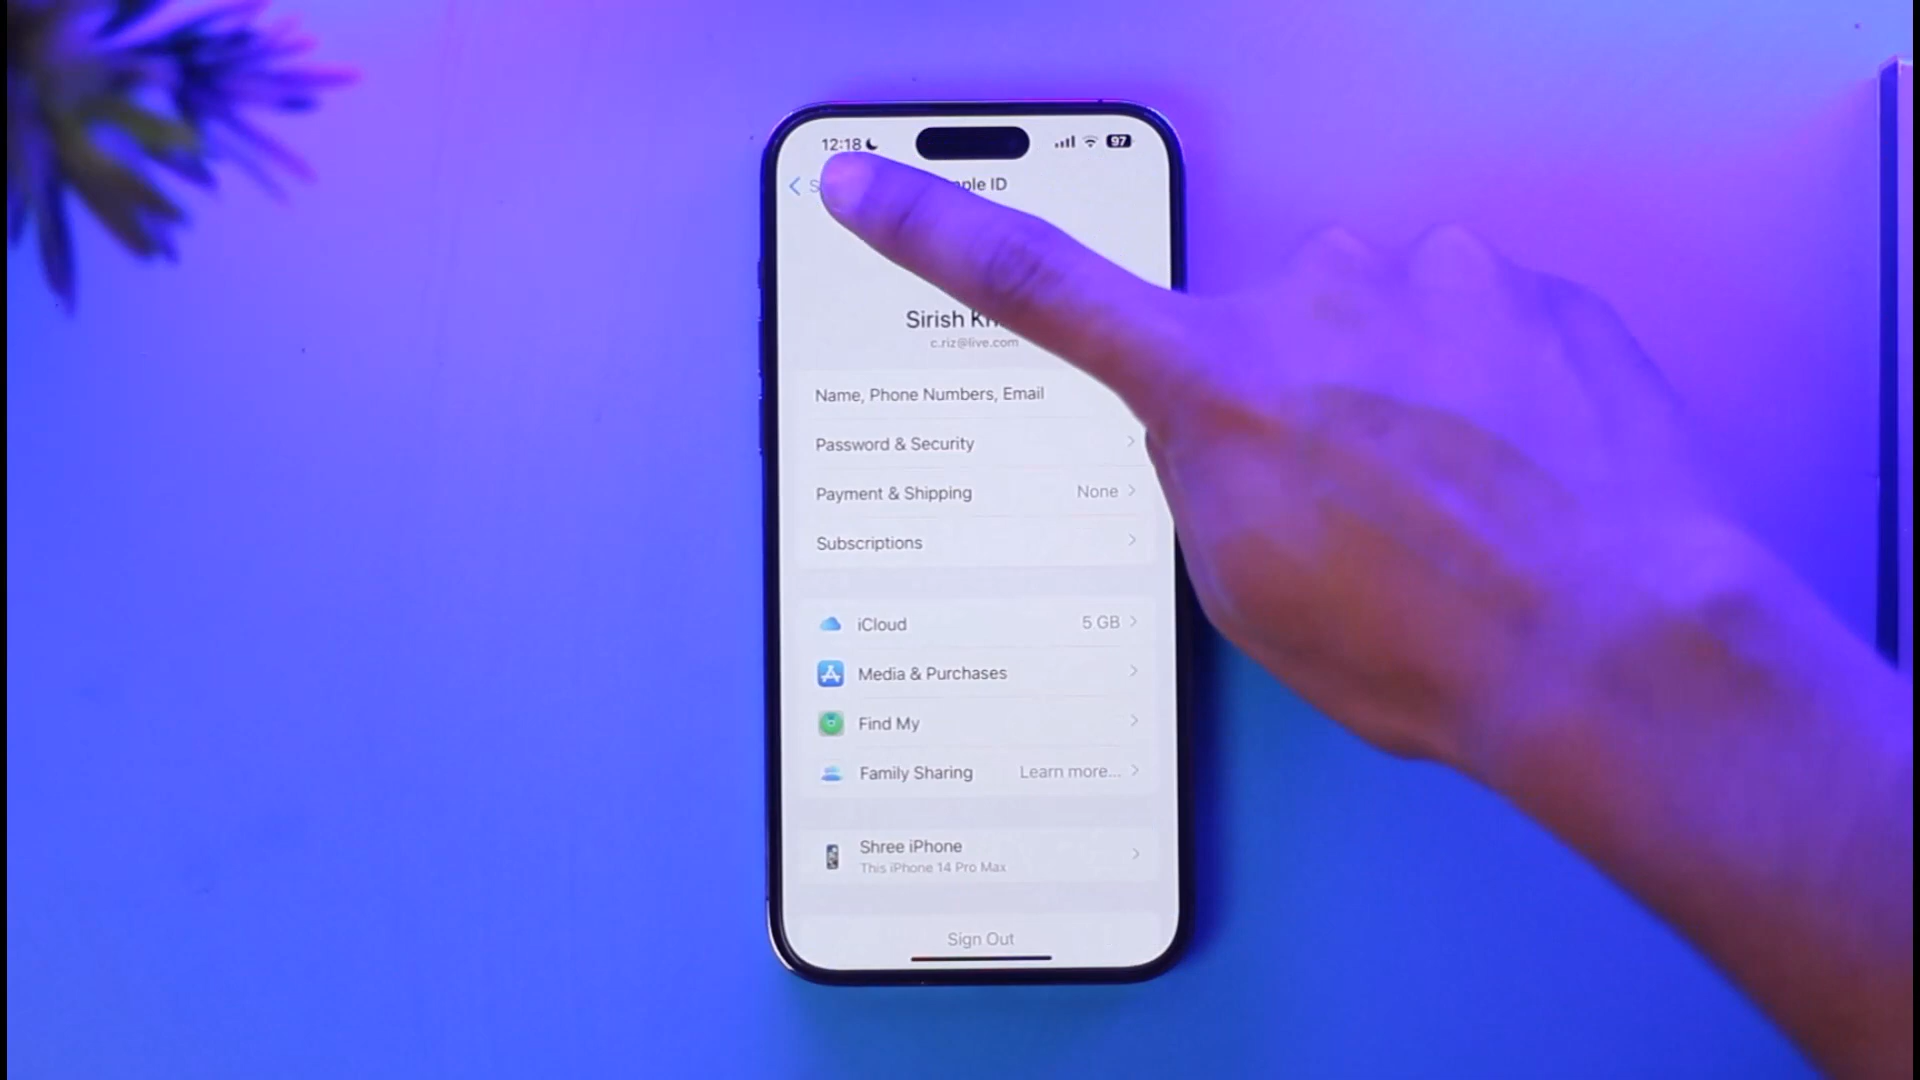 12:18
97
ple ID
Sirish
c.riz@live.com
Name, Phone Numbers, Email
Password & Security
Payment & Shipping None
Subscriptions
iCloud 5 GB
Media & Purchases
Find My
Family Sharing Learn more...
Shree iPhone
This iPhone 14 Pro Max
Sign Out